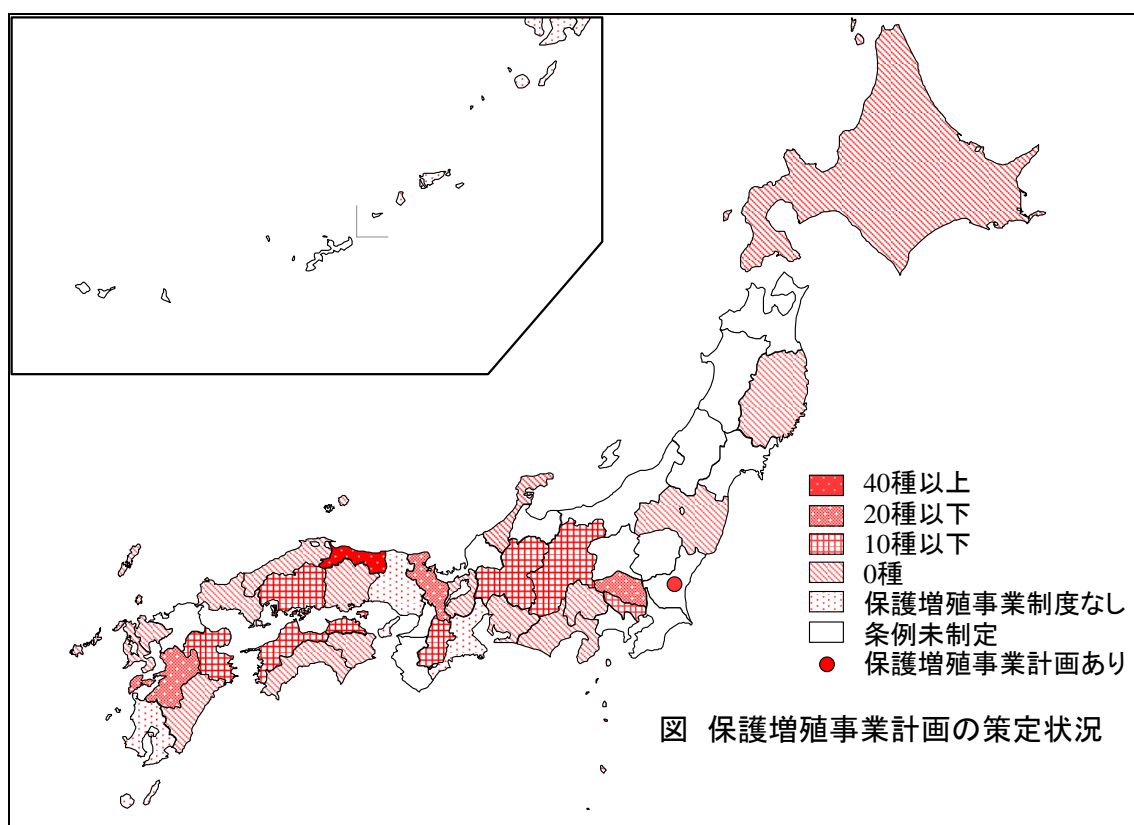 40種以上
20種以下
10種以下
0種
保護増殖事業制度なし
条例未制定
保護増殖事業計画あり
図 保護増殖事業計画の策定状況